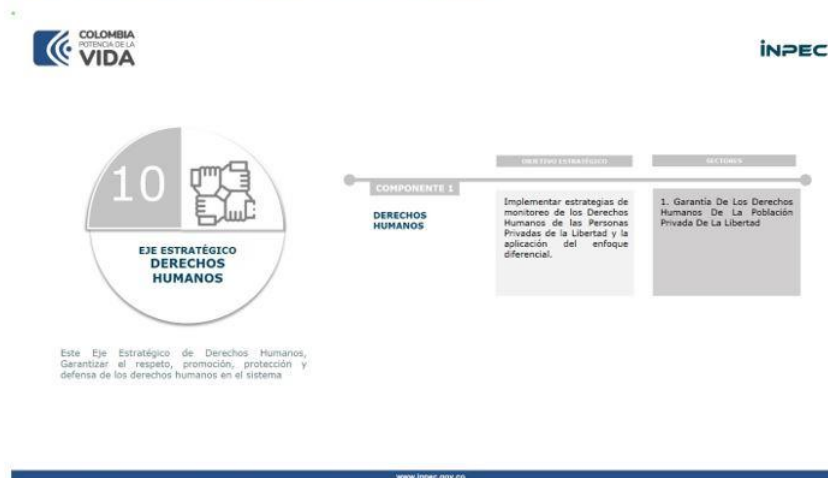 COLOMBIA
POTENCIA DE LA
VIDA
INPEC
10
EJE ESTRATÉGICO
DERECHOS
HUMANOS
Este Eje Estratégico de Derechos Humanos,
Garantizar el respeto, promoción, protección y
defensa de los derechos humanos en el sistema
COMPONENTE 1
DERECHOS
HUMANOS
OBJETIVO ESTRATÉGICO
Implementar estrategias de
monitoreo de los Derechos
Humanos de las Personas
Privadas de la Libertad y la
aplicación del enfoque
diferencial.
SECTORES
1. Garantía De Los Derechos
Humanos De La Población
Privada De La Libertad
www.inpec.gov.co